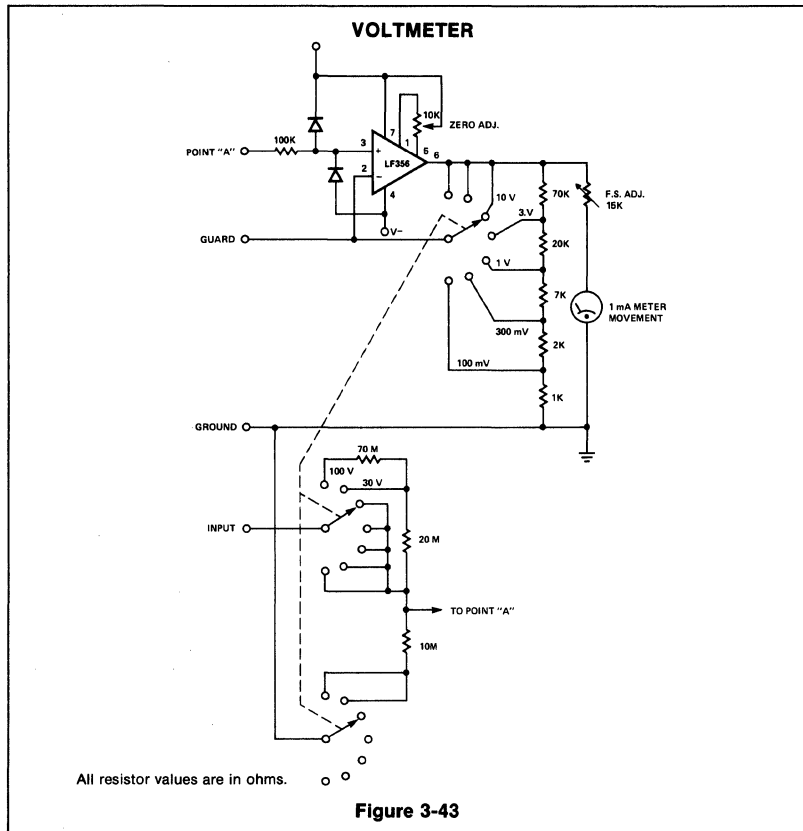 VOLTMETER
10K
ZERO ADJ.
7
1
5
6
POINT "A"
100K
3
+
LF356
2
−
4
V−
GUARD
10 V
3.V
1 V
300 mV
100 mV
70K
20K
7K
2K
1K
F.S. ADJ.
15K
1 mA METER
MOVEMENT
GROUND
70 M
100 V
30 V
INPUT
20 M
TO POINT "A"
10M
All resistor values are in ohms.
Figure 3-43